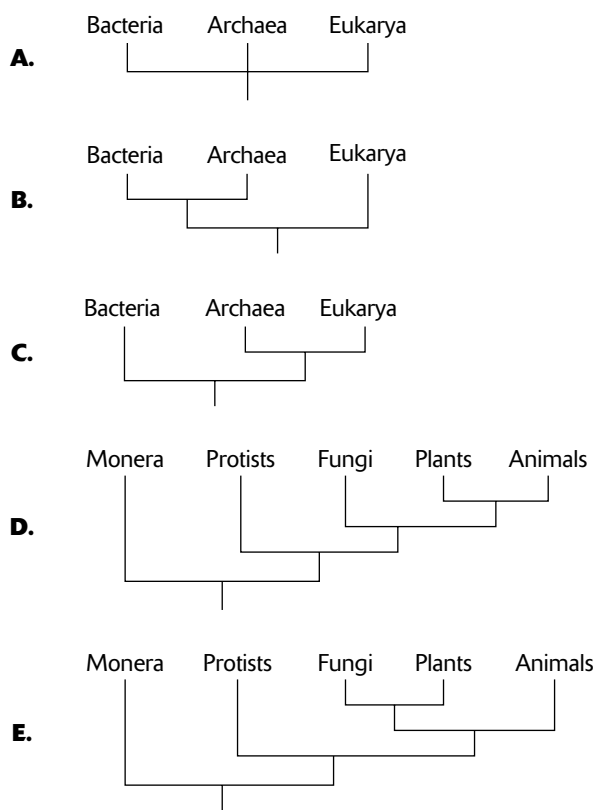 Bacteria Archaea Eukarya
A.
Bacteria Archaea Eukarya
B.
Bacteria Archaea Eukarya
C.
Monera Protists Fungi Plants Animals
D.
Monera Protists Fungi Plants Animals
E.